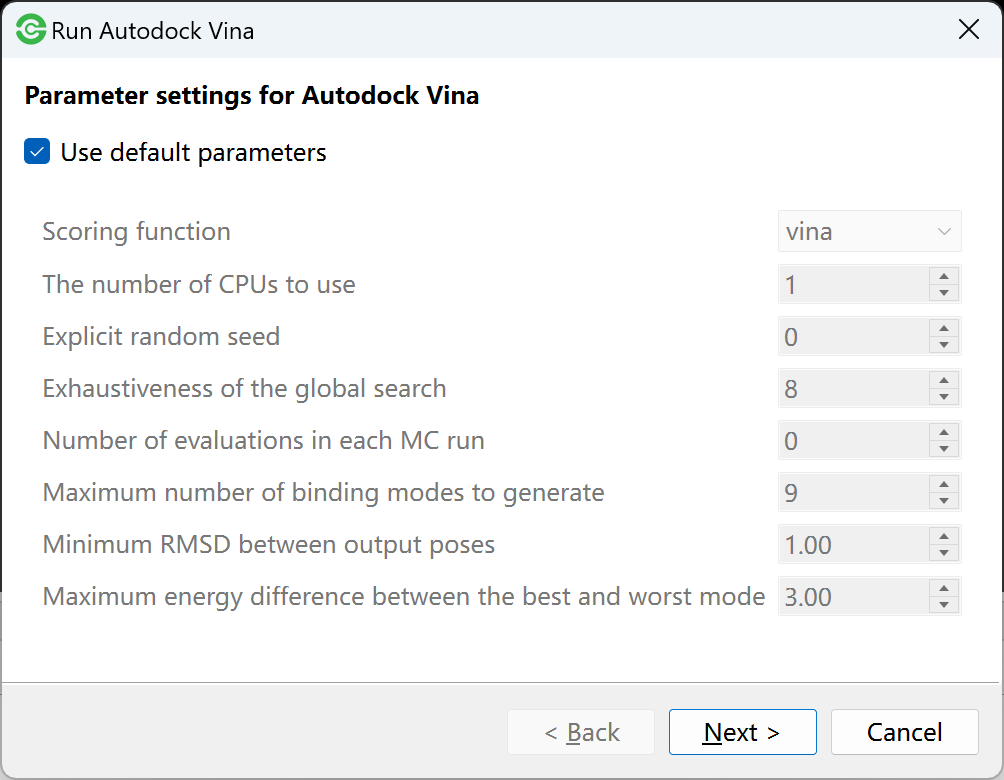 Run Autodock Vina
Parameter settings for Autodock Vina
Use default parameters
Scoring function vina
The number of CPUs to use 1
Explicit random seed 0
Exhaustiveness of the global search 8
Number of evaluations in each MC run 0
Maximum number of binding modes to generate 9
Minimum RMSD between output poses 1.00
Maximum energy difference between the best and worst mode 3.00
< Back Next > Cancel